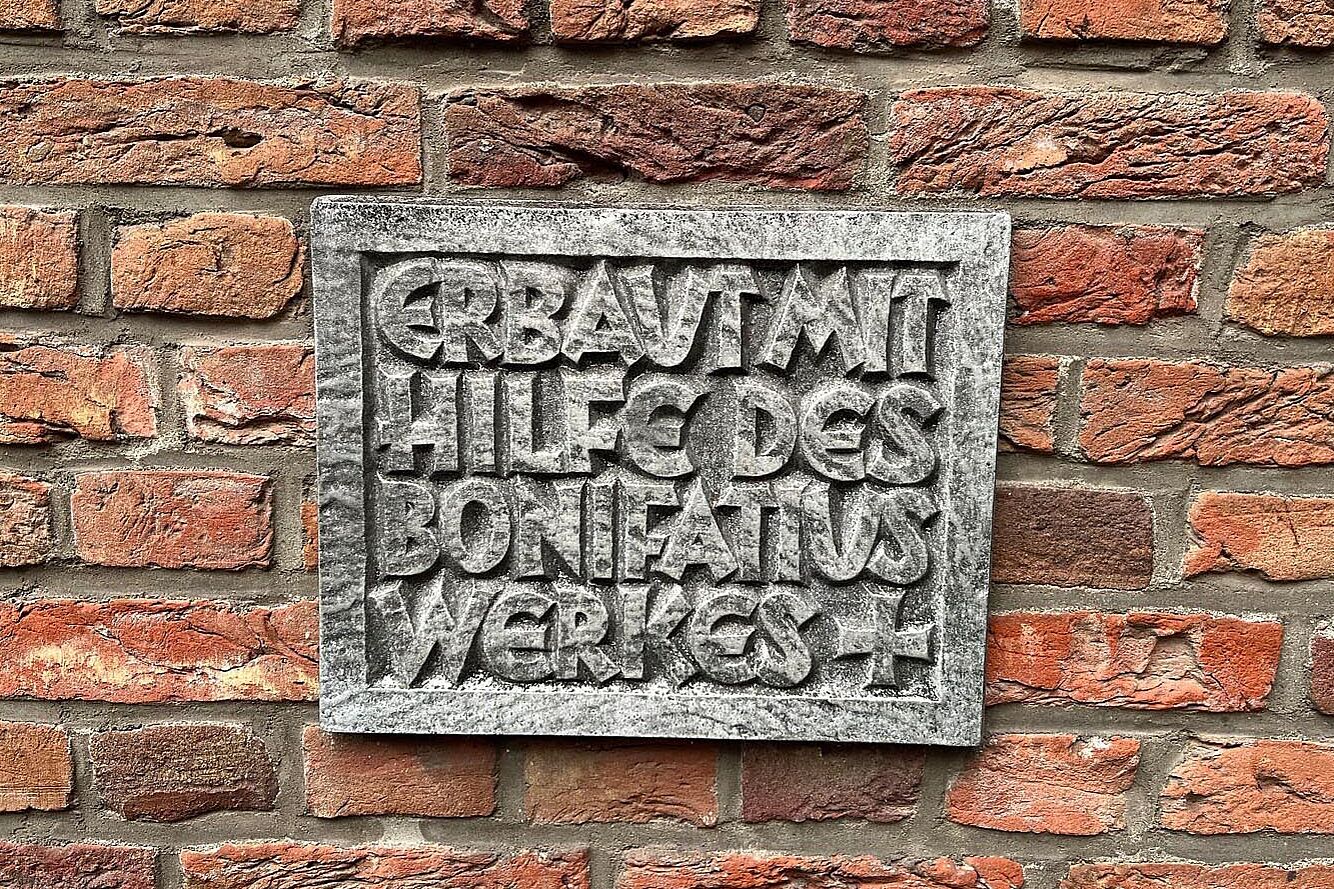 ERBAUT MIT
HILFE DES
BONIFATIUS
WERKES